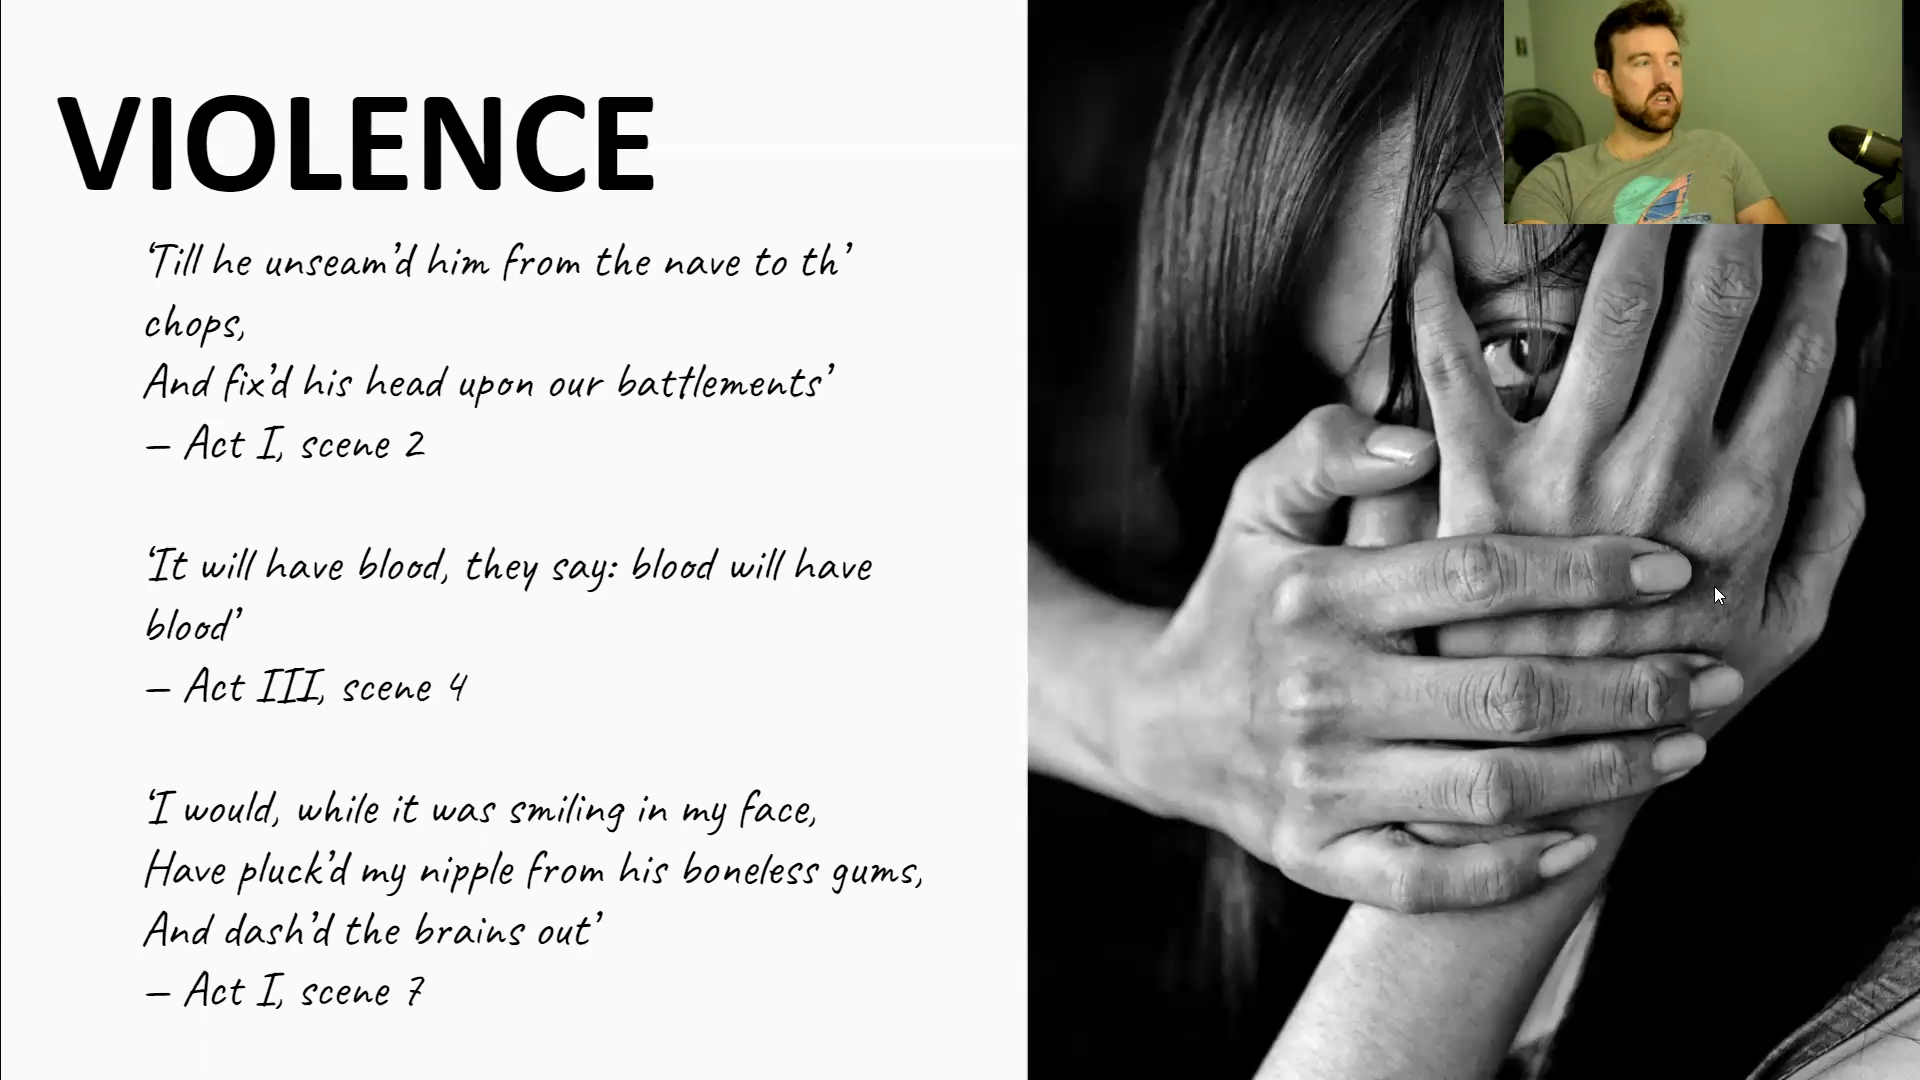 VIOLENCE
‘Till he unseam’d him from the nave to th’
chops,
And fix’d his head upon our battlements’
– Act I, scene 2
‘It will have blood, they say: blood will have
blood’
– Act III, scene 4
‘I would, while it was smiling in my face,
Have pluck’d my nipple from his boneless gums,
And dash’d the brains out’
– Act I, scene 7